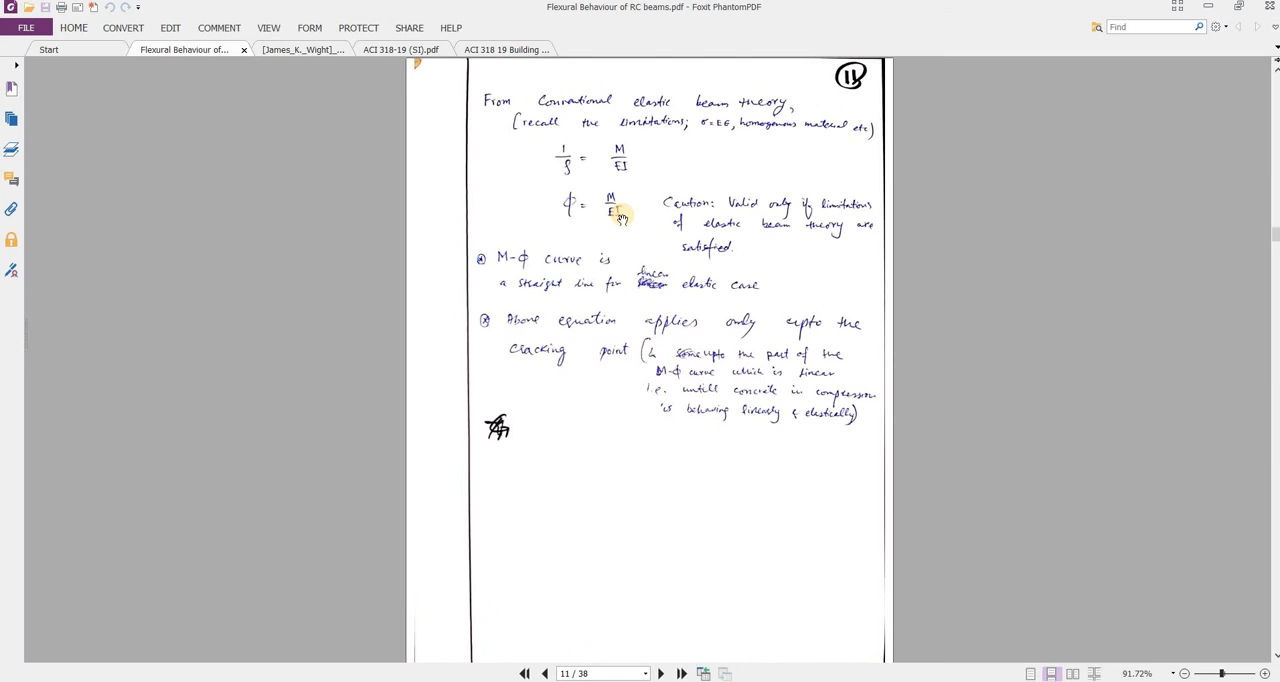 Flexural Behaviour of RC beams.pdf - Foxit PhantomPDF
FILE HOME CONVERT EDIT COMMENT VIEW FORM PROTECT SHARE HELP
Find
Start Flexural Behaviour of... × [James_K._Wight]_... ACI 318-19 (SI).pdf ACI 318 19 Building ...
11
From Convational elastic beam theory,
(recall the limitations; σ=Eε, homogenous material etc)
1/ρ = M/EI
ϕ = M/EI
Caution: Valid only if limitations
of elastic beam theory are
satisfied.
M-ϕ curve is
a straight line for linear elastic case
Above equation applies only upto the
cracking point (& upto the part of the
M-ϕ curve which is linear
i.e. untill concrete in compression
is behaving linearly & elastically)
11 / 38
91.72%